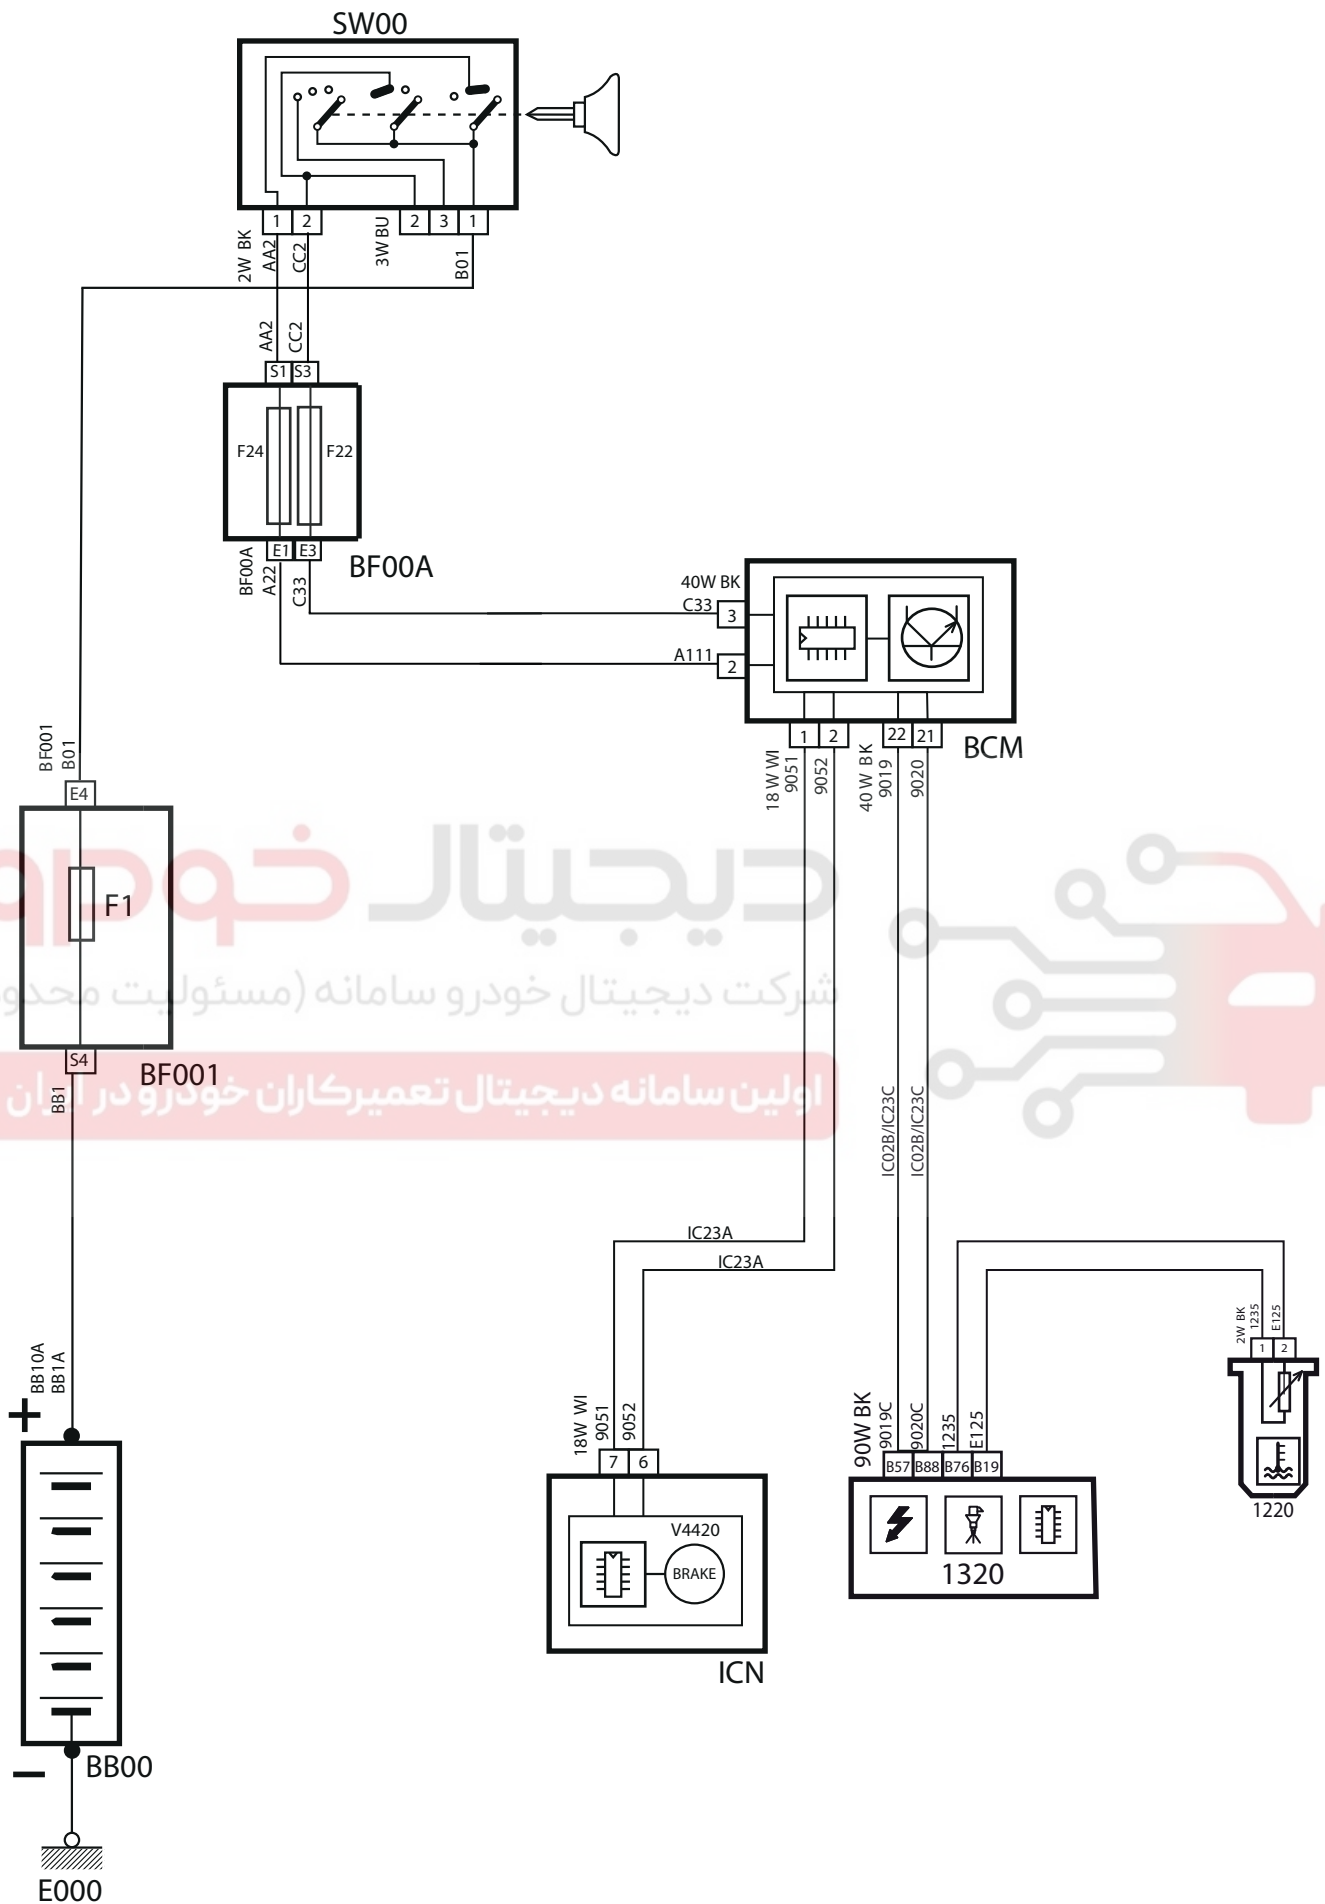 SW00
1 2
2 3 1
2W BK
AA2
CC2
3W BU
B01
AA2
CC2
S1 S3
F24
F22
E1 E3
BF00A
BF00A
A22
C33
40W BK
C33
3
A111
2
1 2
22 21
BCM
18 W WI
9051
9052
40 W BK
9019
9020
BF001
B01
E4
F1
دیجیتال خودرو
شرکت دیجیتال خودرو سامانه (مسئولیت محدو
اولین سامانه دیجیتال تعمیرکاران خودرو در ایران
S4
BF001
BB1
IC02B/IC23C
IC02B/IC23C
IC23A
IC23A
2W BK
1235
E125
1 2
1220
BB10A
BB1A
+
18W WI
9051
9052
7 6
V4420
BRAKE
ICN
90W BK
9019C
9020C
1235
E125
B57 B88 B76 B19
1320
−
BB00
E000